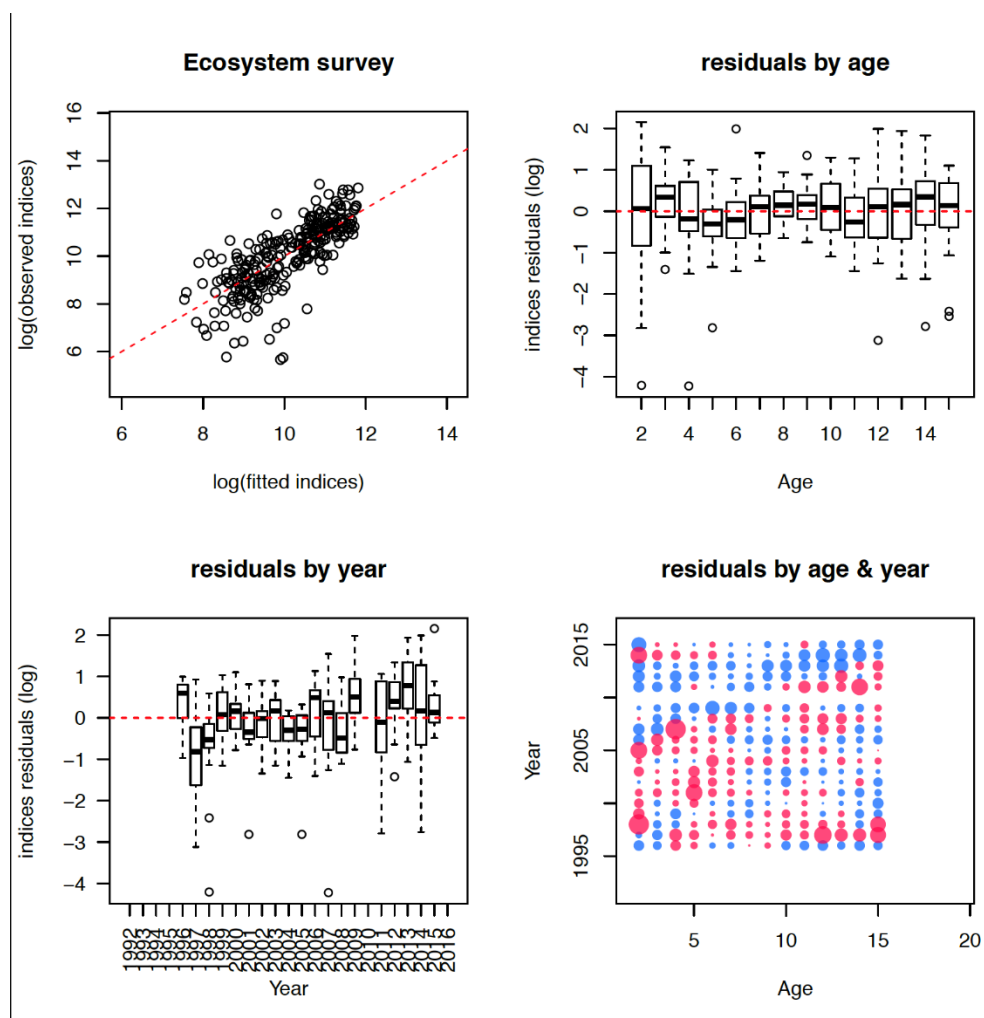 Ecosystem survey
log(observed indices)
16
14
12
10
8
6
6 8 10 12 14
log(fitted indices)
residuals by age
indices residuals (log)
2
1
0
−1
−2
−3
−4
2 4 6 8 10 12 14
Age
residuals by year
indices residuals (log)
2
1
0
−1
−2
−3
−4
1992 1993 1994 1995 1996 1997 1998 1999 2000 2001 2002 2003 2004 2005 2006 2007 2008 2009 2010 2011 2012 2013 2014 2015 2016
Year
residuals by age & year
Year
2015
2005
1995
5 10 15 20
Age